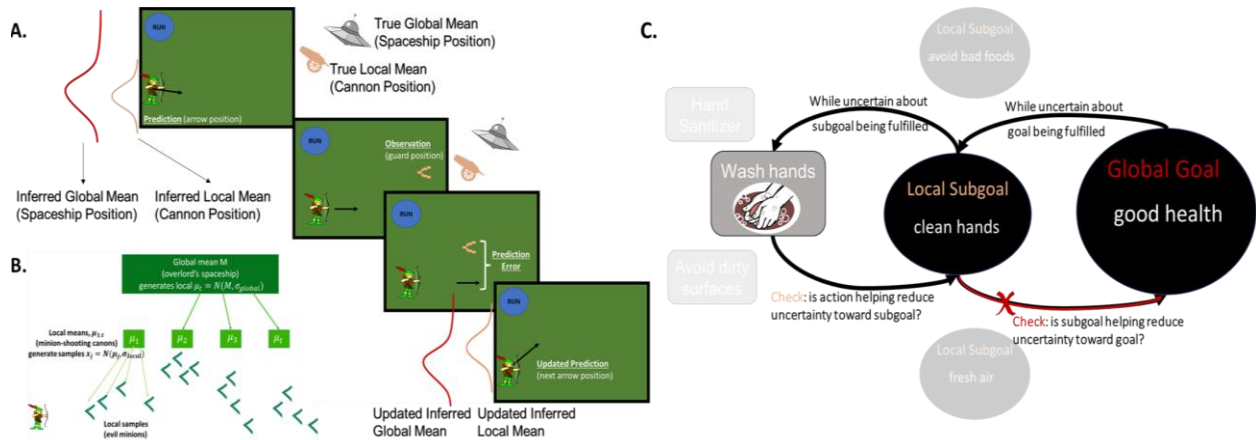 A.
RUN
Prediction (arrow position)
True Global Mean
(Spaceship Position)
True Local Mean
(Cannon Position)
Inferred Global Mean
(Spaceship Position)
Inferred Local Mean
(Cannon Position)
RUN
Observation
(guard position)
RUN
Prediction
Error
RUN
Updated Prediction
(next arrow position)
Updated Inferred
Global Mean
Updated Inferred
Local Mean
B.
Global mean M
(overlord's spaceship)
generates local μₜ = N(M, σ_global)
Local means, μ₁:ₜ
(minion-shooting canons)
generate samples xⱼ = N(μⱼ, σ_local)
μ₁
μ₂
μ₃
μₜ
Local samples
(evil minions)
C.
Local Subgoal
avoid bad foods
Hand
Sanitizer
While uncertain about
subgoal being fulfilled
While uncertain about
goal being fulfilled
Wash hands
Local Subgoal
clean hands
Global Goal
good health
Avoid dirty
surfaces
Check: is action helping reduce
uncertainty toward subgoal?
Check: is subgoal helping reduce
uncertainty toward goal?
Local Subgoal
fresh air